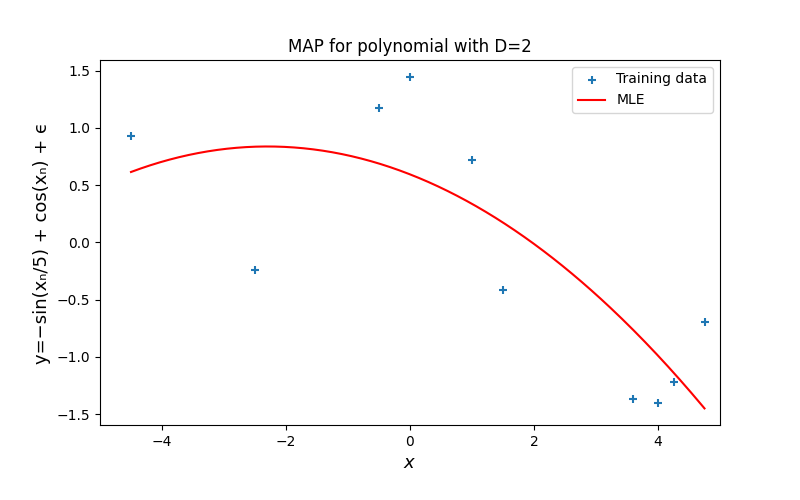 MAP for polynomial with D=2
Training data
MLE
y=−sin(xₙ/5) + cos(xₙ) + ϵ
1.5
1.0
0.5
0.0
−0.5
−1.0
−1.5
−4
−2
0
2
4
x